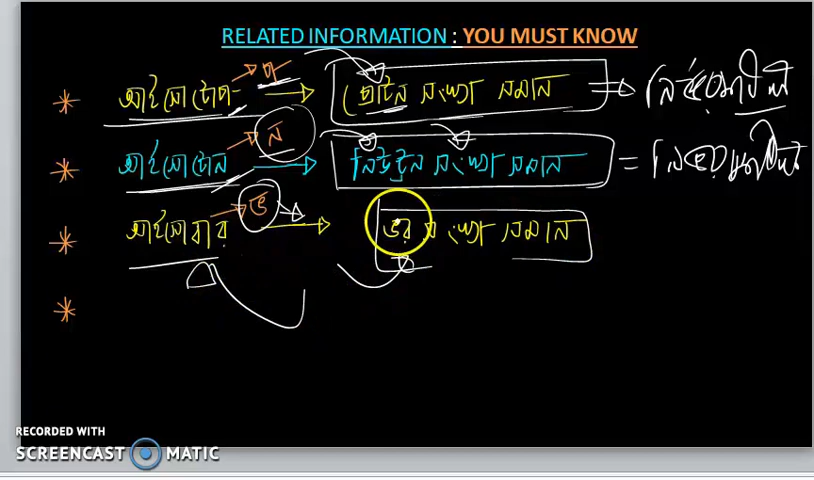 RELATED INFORMATION : YOU MUST KNOW
* আইসোটোপ → প → প্রোটন সংখ্যা সমান ⇒
* আইসোটোন → ন → নিউট্রন সংখ্যা সমান =
* আইসোবার → ভ → ভর সংখ্যা সমান
*
RECORDED WITH
SCREENCAST MATIC